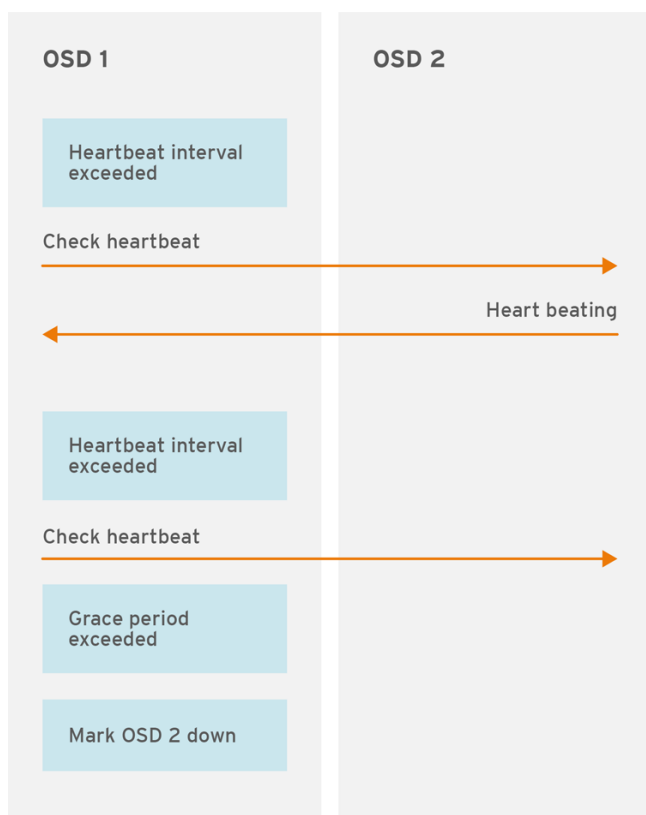 OSD 1
OSD 2
Heartbeat interval
exceeded
Check heartbeat
Heart beating
Heartbeat interval
exceeded
Check heartbeat
Grace period
exceeded
Mark OSD 2 down